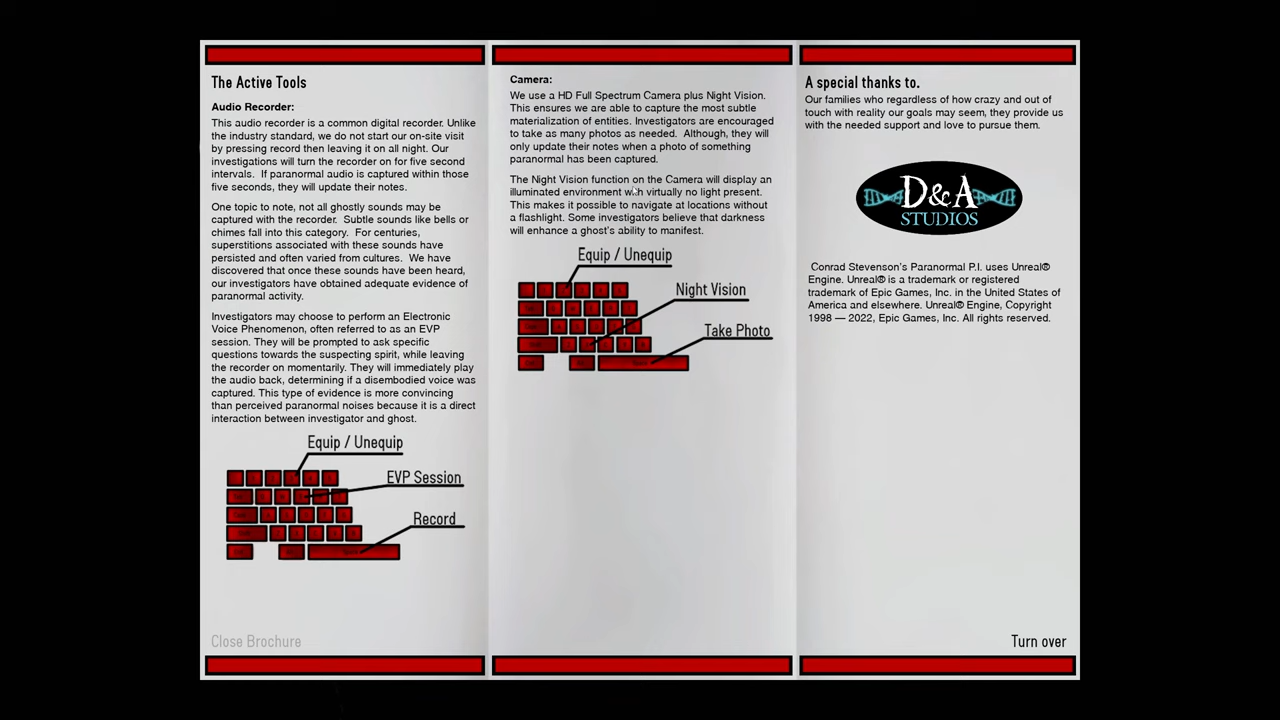 The Active Tools
Audio Recorder:
This audio recorder is a common digital recorder. Unlike
the industry standard, we do not start our on-site visit
by pressing record then leaving it on all night. Our
investigations will turn the recorder on for five second
intervals.  If paranormal audio is captured within those
five seconds, they will update their notes.
One topic to note, not all ghostly sounds may be
captured with the recorder.  Subtle sounds like bells or
chimes fall into this category.  For centuries,
superstitions associated with these sounds have
persisted and often varied from cultures.  We have
discovered that once these sounds have been heard,
our investigators have obtained adequate evidence of
paranormal activity.
Investigators may choose to perform an Electronic
Voice Phenomenon, often referred to as an EVP
session. They will be prompted to ask specific
questions towards the suspecting spirit, while leaving
the recorder on momentarily. They will immediately play
the audio back, determining if a disembodied voice was
captured. This type of evidence is more convincing
than perceived paranormal noises because it is a direct
interaction between investigator and ghost.
Equip / Unequip
EVP Session
Record
Close Brochure
Camera:
We use a HD Full Spectrum Camera plus Night Vision.
This ensures we are able to capture the most subtle
materialization of entities. Investigators are encouraged
to take as many photos as needed.  Although, they will
only update their notes when a photo of something
paranormal has been captured.
The Night Vision function on the Camera will display an
illuminated environment with virtually no light present.
This makes it possible to navigate at locations without
a flashlight. Some investigators believe that darkness
will enhance a ghost's ability to manifest.
Equip / Unequip
Night Vision
Take Photo
A special thanks to.
Our families who regardless of how crazy and out of
touch with reality our goals may seem, they provide us
with the needed support and love to pursue them.
D&A
STUDIOS
Conrad Stevenson's Paranormal P.I. uses Unreal®
Engine. Unreal® is a trademark or registered
trademark of Epic Games, Inc. in the United States of
America and elsewhere. Unreal® Engine, Copyright
1998 — 2022, Epic Games, Inc. All rights reserved.
Turn over